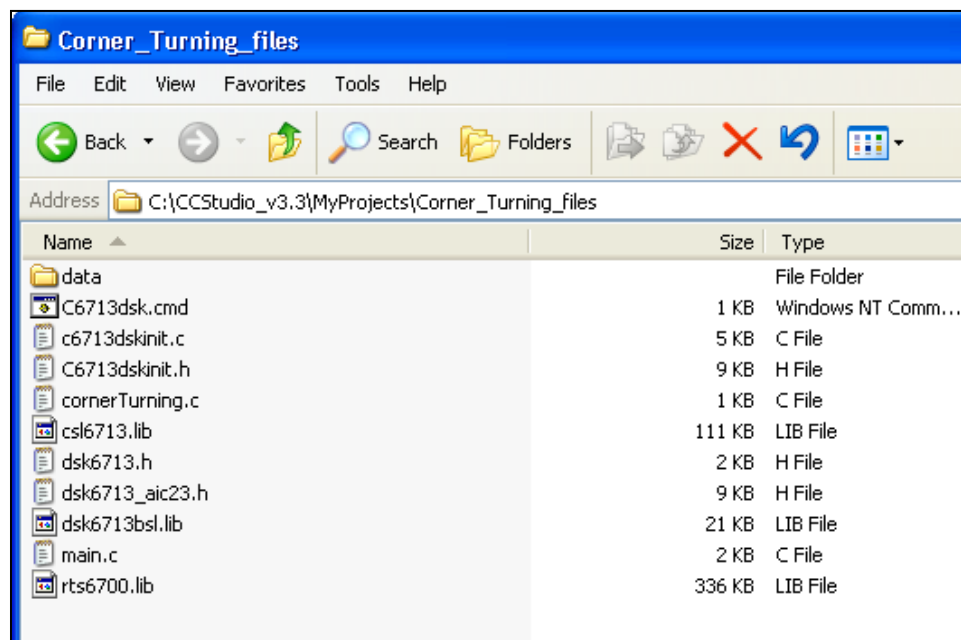 Corner_Turning_files
File Edit View Favorites Tools Help
Back Search Folders
Address C:\CCStudio_v3.3\MyProjects\Corner_Turning_files
Name Size Type
data File Folder
C6713dsk.cmd 1 KB Windows NT Comm...
c6713dskinit.c 5 KB C File
C6713dskinit.h 9 KB H File
cornerTurning.c 1 KB C File
csl6713.lib 111 KB LIB File
dsk6713.h 2 KB H File
dsk6713_aic23.h 9 KB H File
dsk6713bsl.lib 21 KB LIB File
main.c 2 KB C File
rts6700.lib 336 KB LIB File